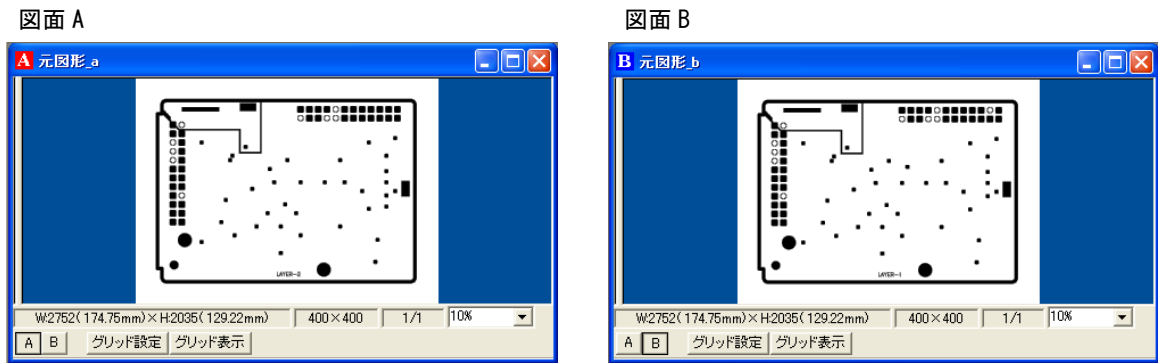 図面 A
図面 B
A 元図形_a
B 元図形_b
LAYER-2
LAYER-1
W:2752( 174.75mm)×H:2035( 129.22mm) 400×400 1/1 10%
W:2752( 174.75mm)×H:2035( 129.22mm) 400×400 1/1 10%
A B グリッド設定 グリッド表示
A B グリッド設定 グリッド表示